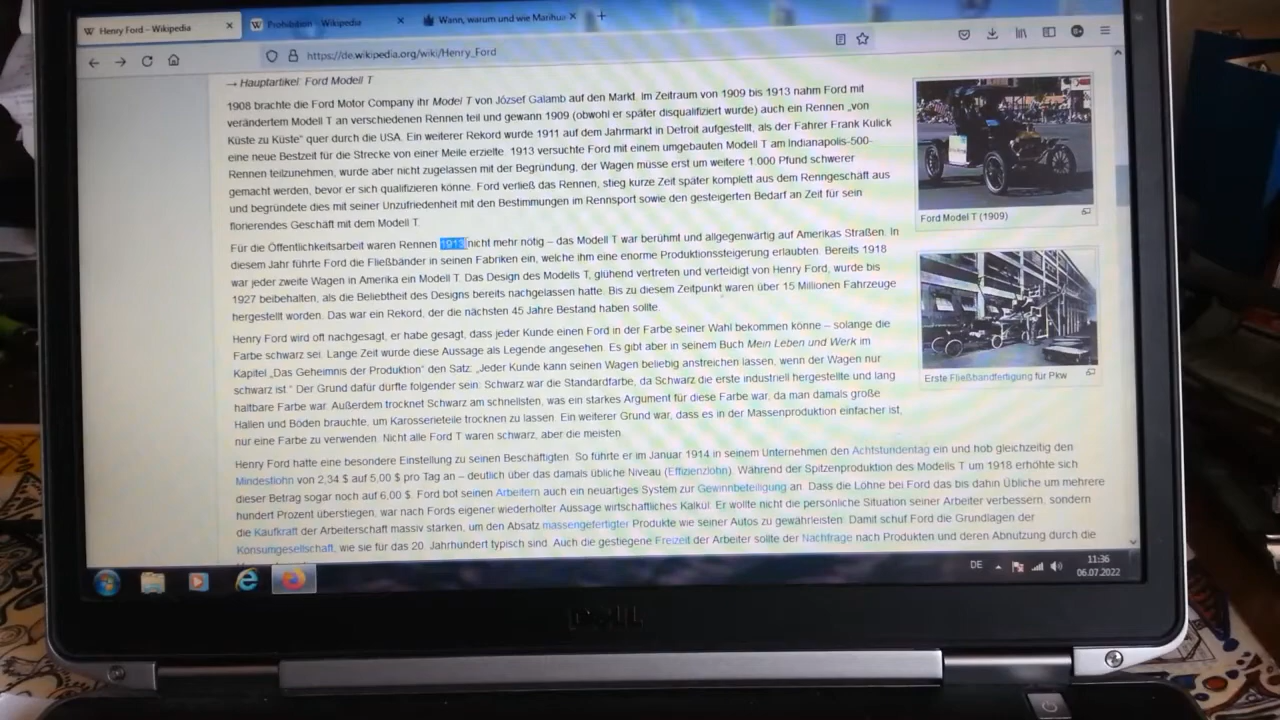 Henry Ford – Wikipedia
Prohibition – Wikipedia
Wann, warum und wie Marihua
https://de.wikipedia.org/wiki/Henry_Ford
→ Hauptartikel: Ford Modell T
1908 brachte die Ford Motor Company ihr Model T von József Galamb auf den Markt. Im Zeitraum von 1909 bis 1913 nahm Ford mit
verändertem Modell T an verschiedenen Rennen teil und gewann 1909 (obwohl er später disqualifiziert wurde) auch ein Rennen „von
Küste zu Küste“ quer durch die USA. Ein weiterer Rekord wurde 1911 auf dem Jahrmarkt in Detroit aufgestellt, als der Fahrer Frank Kulick
eine neue Bestzeit für die Strecke von einer Meile erzielte. 1913 versuchte Ford mit einem umgebauten Modell T am Indianapolis-500-
Rennen teilzunehmen, wurde aber nicht zugelassen mit der Begründung, der Wagen müsse erst um weitere 1.000 Pfund schwerer
gemacht werden, bevor er sich qualifizieren könne. Ford verließ das Rennen, stieg kurze Zeit später komplett aus dem Renngeschäft aus
und begründete dies mit seiner Unzufriedenheit mit den Bestimmungen im Rennsport sowie den gesteigerten Bedarf an Zeit für sein
florierendes Geschäft mit dem Modell T.
Ford Model T (1909)
Für die Öffentlichkeitsarbeit waren Rennen 1913 nicht mehr nötig – das Modell T war berühmt und allgegenwärtig auf Amerikas Straßen. In
diesem Jahr führte Ford die Fließbänder in seinen Fabriken ein, welche ihm eine enorme Produktionssteigerung erlaubten. Bereits 1918
war jeder zweite Wagen in Amerika ein Modell T. Das Design des Modells T, glühend vertreten und verteidigt von Henry Ford, wurde bis
1927 beibehalten, als die Beliebtheit des Designs bereits nachgelassen hatte. Bis zu diesem Zeitpunkt waren über 15 Millionen Fahrzeuge
hergestellt worden. Das war ein Rekord, der die nächsten 45 Jahre Bestand haben sollte.
Henry Ford wird oft nachgesagt, er habe gesagt, dass jeder Kunde einen Ford in der Farbe seiner Wahl bekommen könne – solange die
Farbe schwarz sei. Lange Zeit wurde diese Aussage als Legende angesehen. Es gibt aber in seinem Buch Mein Leben und Werk im
Kapitel „Das Geheimnis der Produktion“ den Satz: „Jeder Kunde kann seinen Wagen beliebig anstreichen lassen, wenn der Wagen nur
schwarz ist.“ Der Grund dafür dürfte folgender sein: Schwarz war die Standardfarbe, da Schwarz die erste industriell hergestellte und lang
haltbare Farbe war. Außerdem trocknet Schwarz am schnellsten, was ein starkes Argument für diese Farbe war, da man damals große
Hallen und Böden brauchte, um Karosserieteile trocknen zu lassen. Ein weiterer Grund war, dass es in der Massenproduktion einfacher ist,
nur eine Farbe zu verwenden. Nicht alle Ford T waren schwarz, aber die meisten.
Erste Fließbandfertigung für Pkw
Henry Ford hatte eine besondere Einstellung zu seinen Beschäftigten. So führte er im Januar 1914 in seinem Unternehmen den Achtstundentag ein und hob gleichzeitig den
Mindestlohn von 2,34 $ auf 5,00 $ pro Tag an – deutlich über das damals übliche Niveau (Effizienzlohn). Während der Spitzenproduktion des Modells T um 1918 erhöhte sich
dieser Betrag sogar noch auf 6,00 $. Ford bot seinen Arbeitern auch ein neuartiges System zur Gewinnbeteiligung an. Dass die Löhne bei Ford das bis dahin Übliche um mehrere
hundert Prozent überstiegen, war nach Fords eigener wiederholter Aussage wirtschaftliches Kalkül: Er wollte nicht die persönliche Situation seiner Arbeiter verbessern, sondern
die Kaufkraft der Arbeiterschaft massiv stärken, um den Absatz massengefertigter Produkte wie seiner Autos zu gewährleisten. Damit schuf Ford die Grundlagen der
Konsumgesellschaft, wie sie für das 20. Jahrhundert typisch sind. Auch die gestiegene Freizeit der Arbeiter sollte der Nachfrage nach Produkten und deren Abnutzung durch die
DE
11:36
06.07.2022
DELL